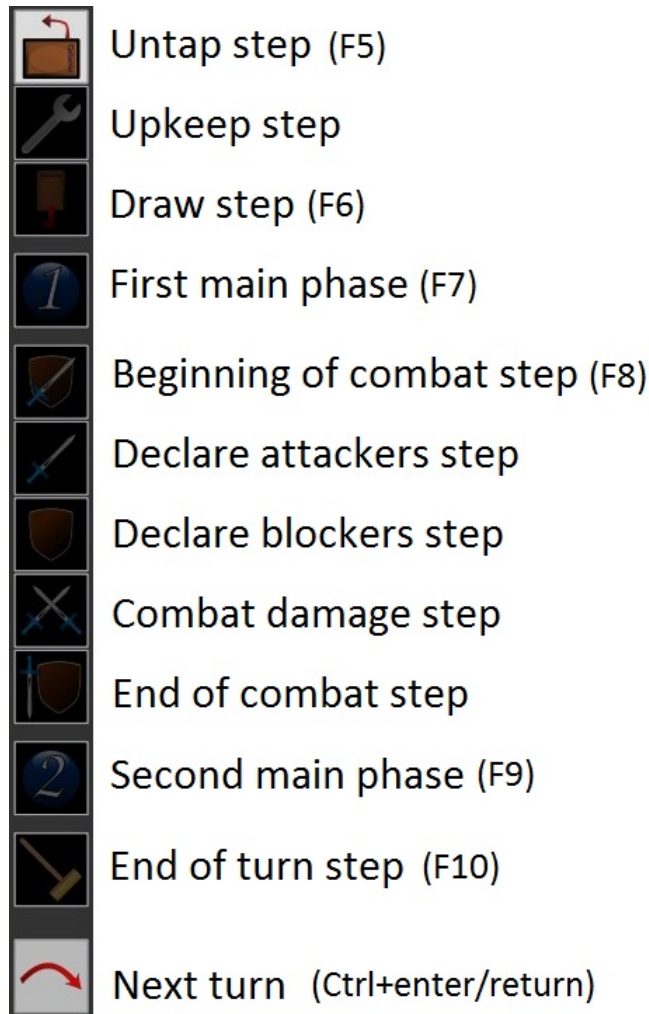 Untap step (F5)
Upkeep step
Draw step (F6)
1 First main phase (F7)
Beginning of combat step (F8)
Declare attackers step
Declare blockers step
Combat damage step
End of combat step
2 Second main phase (F9)
End of turn step (F10)
Next turn (Ctrl+enter/return)